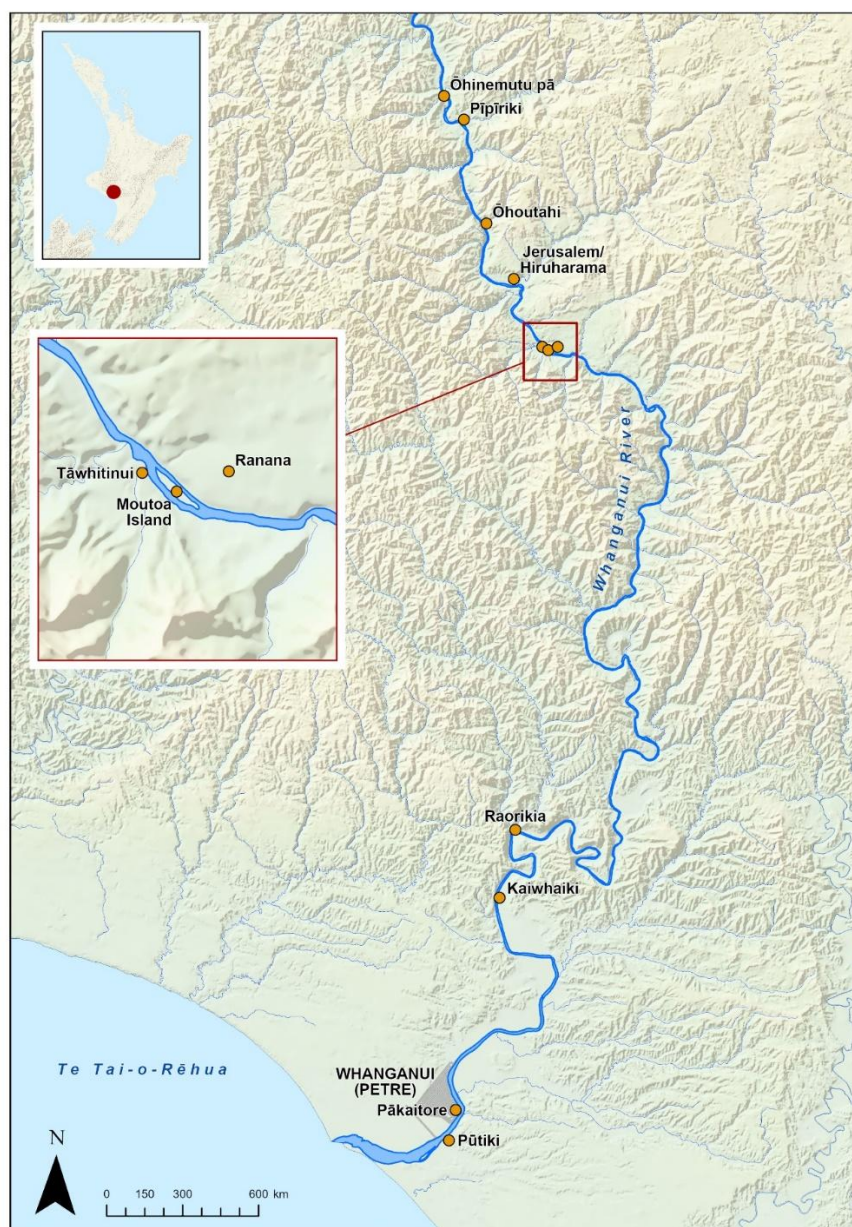 Ōhinemutu pā
Pīpīriki
Ōhoutahi
Jerusalem/
Hiruharama
Ranana
Tāwhitinui
Moutoa
Island
Whanganui River
Raorikia
Kaiwhaiki
Te Tai-o-Rēhua
WHANGANUI
(PETRE)
Pākaitore
Pūtiki
N
0 150 300 600 km